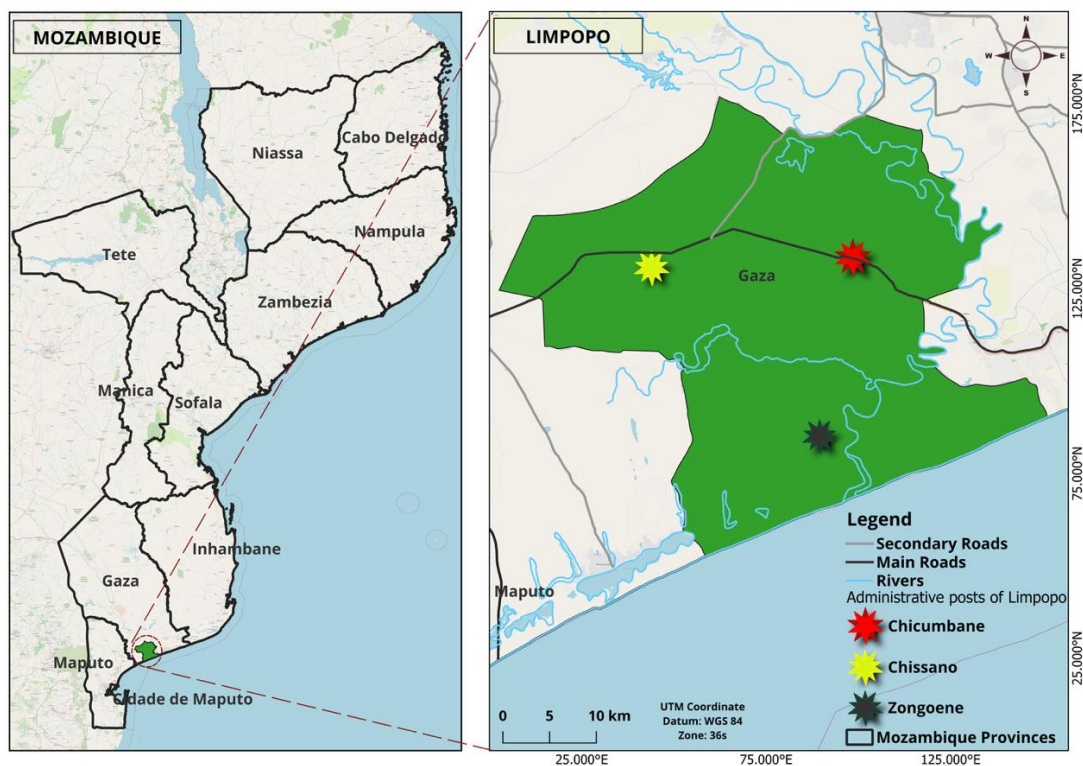 MOZAMBIQUE
Cabo Delgado
Niassa
Nampula
Tete
Zambezia
Manica
Sofala
Inhambane
Gaza
Maputo
Cidade de Maputo
LIMPOPO
N
W
E
S
Gaza
Maputo
175.000°N
125.000°N
75.000°N
25.000°N
Legend
Secondary Roads
Main Roads
Rivers
Administrative posts of Limpopo
Chicumbane
Chissano
Zongoene
Mozambique Provinces
0 5 10 km
UTM Coordinate
Datum: WGS 84
Zone: 36s
25.000°E
75.000°E
125.000°E